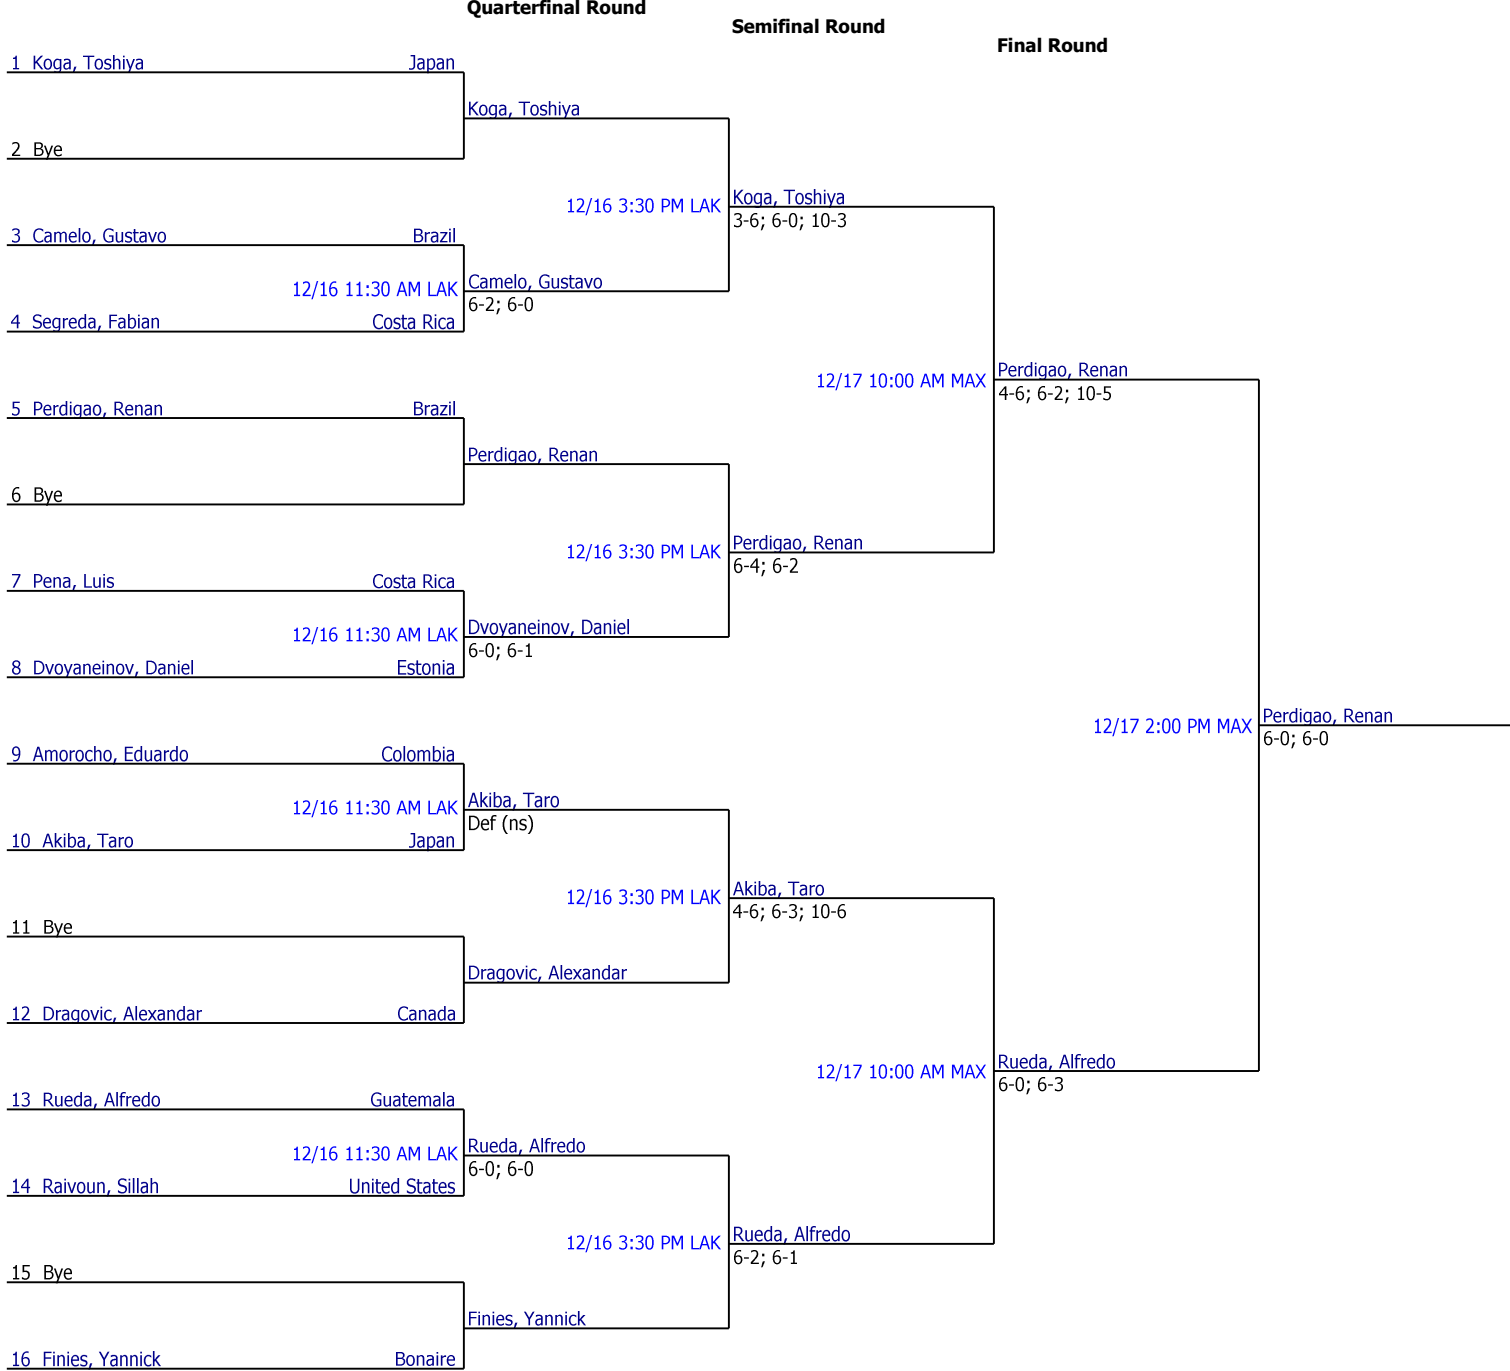 Quarterfinal Round
Semifinal Round
Final Round
1 Koga, Toshiya Japan
Koga, Toshiya
2 Bye
12/16 3:30 PM LAK Koga, Toshiya
3-6; 6-0; 10-3
3 Camelo, Gustavo Brazil
12/16 11:30 AM LAK Camelo, Gustavo
6-2; 6-0
4 Segreda, Fabian Costa Rica
12/17 10:00 AM MAX Perdigao, Renan
4-6; 6-2; 10-5
5 Perdigao, Renan Brazil
Perdigao, Renan
6 Bye
12/16 3:30 PM LAK Perdigao, Renan
6-4; 6-2
7 Pena, Luis Costa Rica
12/16 11:30 AM LAK Dvoyaneinov, Daniel
6-0; 6-1
8 Dvoyaneinov, Daniel Estonia
12/17 2:00 PM MAX Perdigao, Renan
6-0; 6-0
9 Amorocho, Eduardo Colombia
12/16 11:30 AM LAK Akiba, Taro
Def (ns)
10 Akiba, Taro Japan
12/16 3:30 PM LAK Akiba, Taro
4-6; 6-3; 10-6
11 Bye
Dragovic, Alexandar
12 Dragovic, Alexandar Canada
12/17 10:00 AM MAX Rueda, Alfredo
6-0; 6-3
13 Rueda, Alfredo Guatemala
12/16 11:30 AM LAK Rueda, Alfredo
6-0; 6-0
14 Raivoun, Sillah United States
12/16 3:30 PM LAK Rueda, Alfredo
6-2; 6-1
15 Bye
Finies, Yannick
16 Finies, Yannick Bonaire